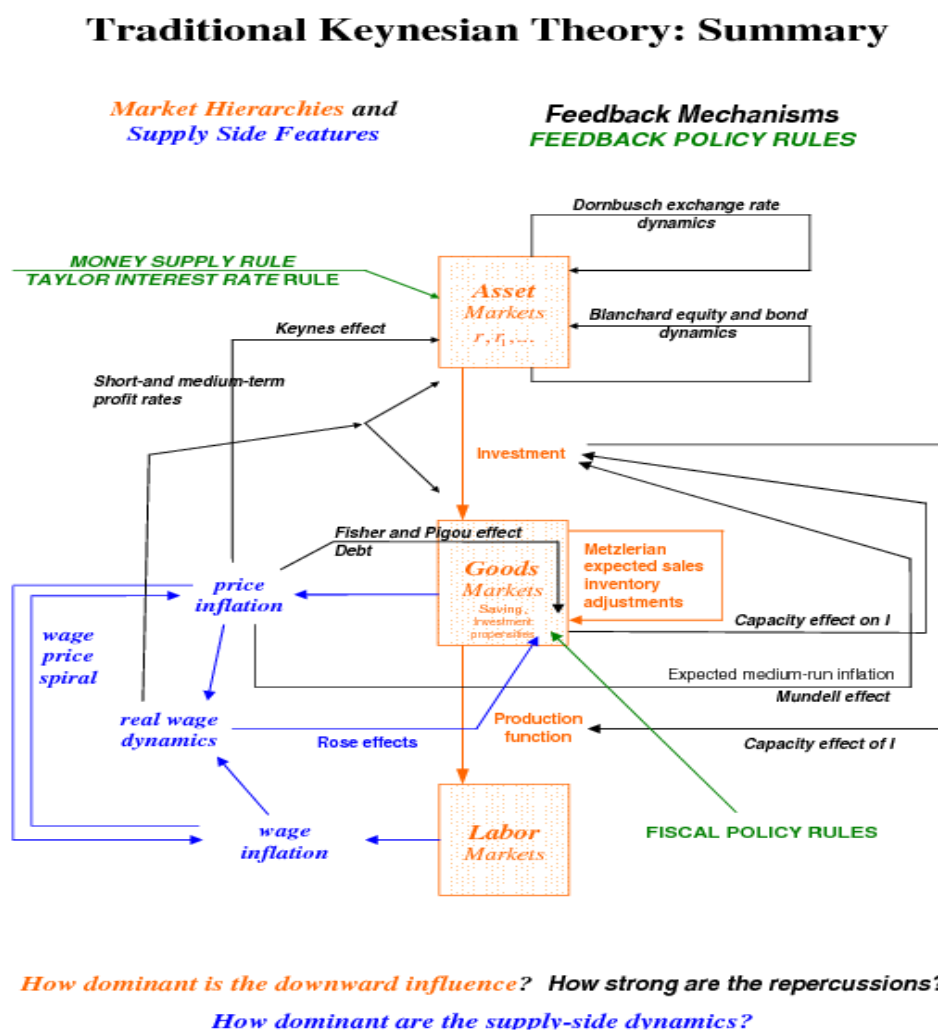 Traditional Keynesian Theory: Summary
Market Hierarchies and
Supply Side Features
Feedback Mechanisms
FEEDBACK POLICY RULES
Dornbusch exchange rate
dynamics
MONEY SUPPLY RULE
TAYLOR INTEREST RATE RULE
Asset
Markets
r, r₁,...
Keynes effect
Blanchard equity and bond
dynamics
Short-and medium-term
profit rates
Investment
Fisher and Pigou effect
Debt
Goods
Markets
Saving,
Investment
propensities
Metzlerian
expected sales
inventory
adjustments
price
inflation
wage
price
spiral
Capacity effect on I
Expected medium-run inflation
Mundell effect
real wage
dynamics
Rose effects
Production
function
Capacity effect of I
wage
inflation
Labor
Markets
FISCAL POLICY RULES
How dominant is the downward influence? How strong are the repercussions?
How dominant are the supply-side dynamics?